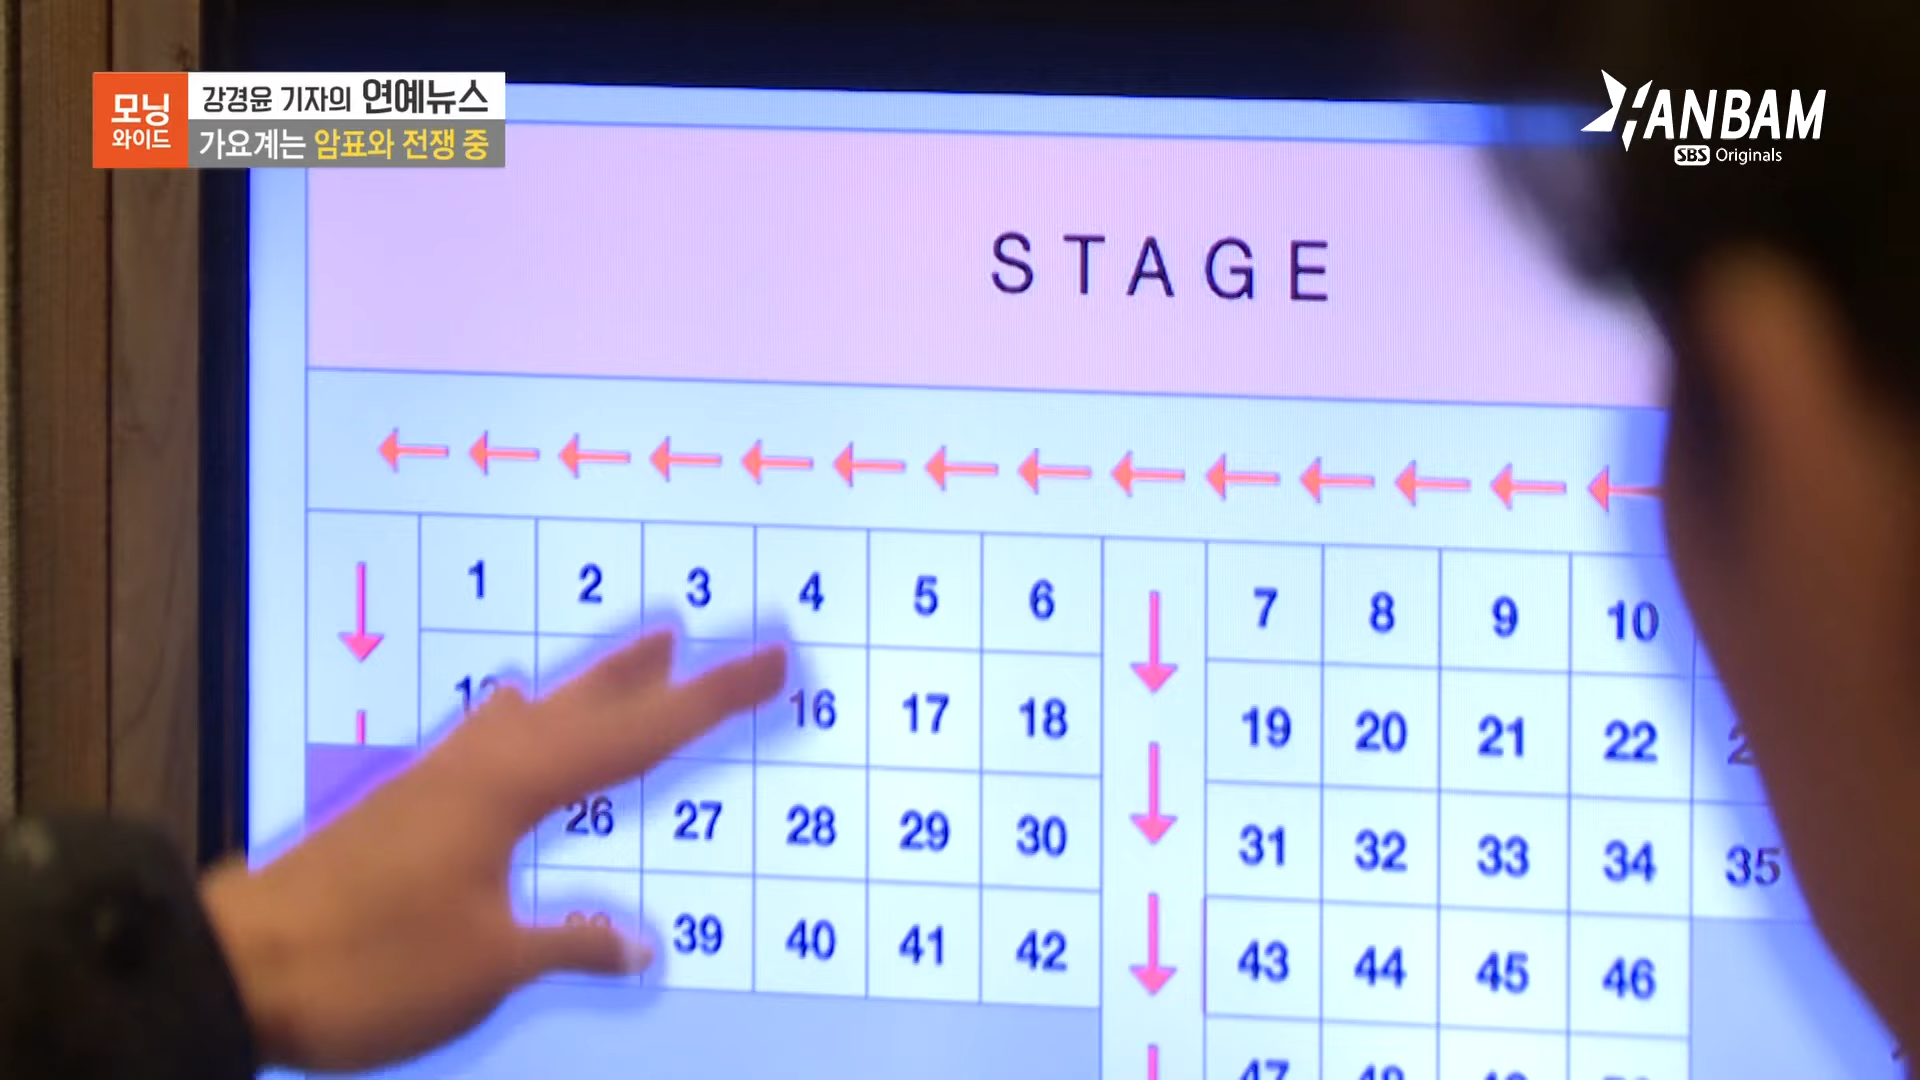 모닝
와이드
강경윤 기자의 연예뉴스
가요계는 암표와 전쟁 중
HANBAM
SBS Originals
STAGE
1 2 3 4 5 6 7 8 9 10
16 17 18 19 20 21 22
26 27 28 29 30 31 32 33 34 35
39 40 41 42 43 44 45 46